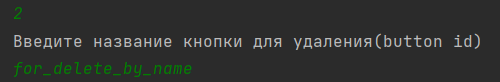 2
Введите название кнопки для удаления(button id)
for_delete_by_name